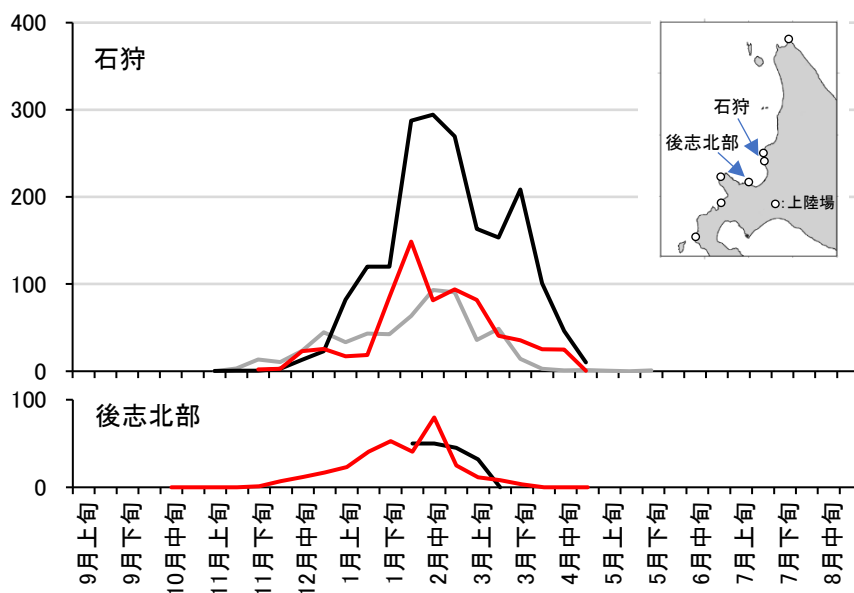 400
石狩
300
200
100
0
石狩
後志北部
:上陸場
100
後志北部
0
9月上旬
9月下旬
10月中旬
11月上旬
11月下旬
12月中旬
1月上旬
1月下旬
2月中旬
3月上旬
3月下旬
4月中旬
5月上旬
5月下旬
6月中旬
7月上旬
7月下旬
8月中旬